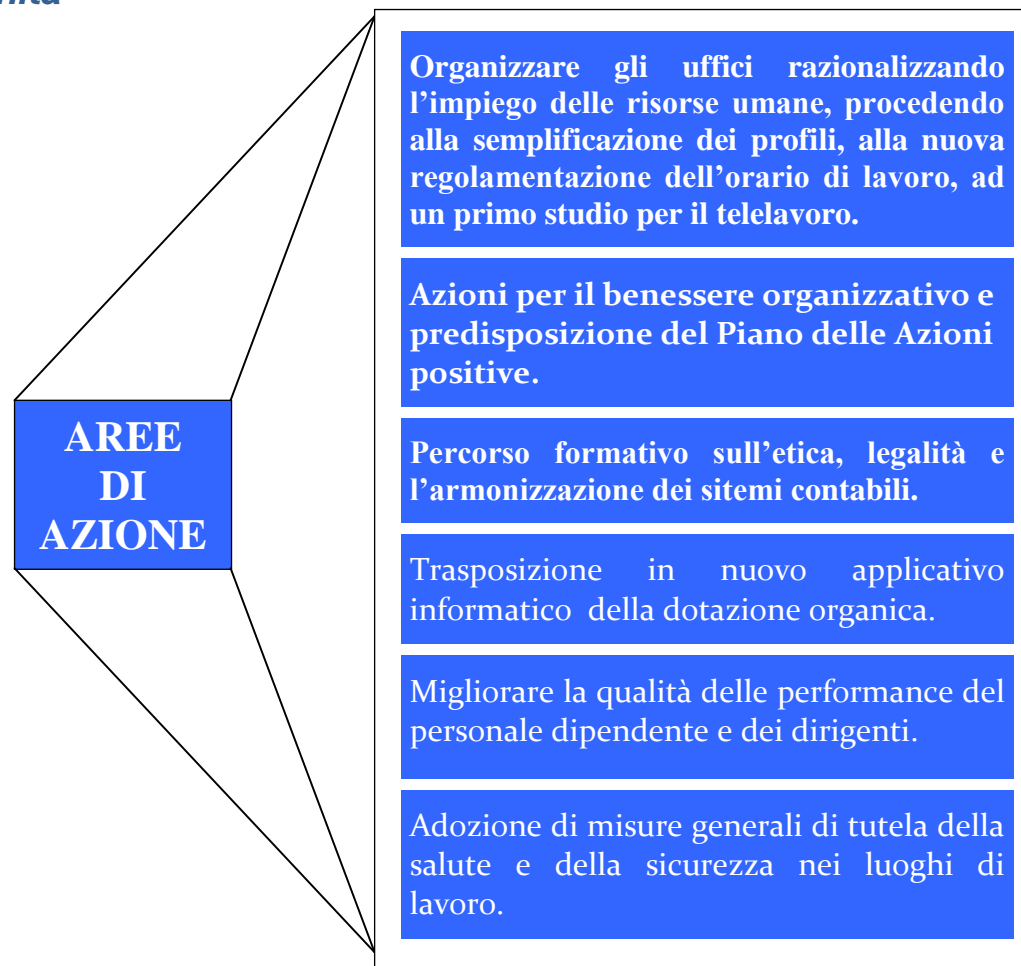 AREE
DI
AZIONE
Organizzare gli uffici razionalizzando
l'impiego delle risorse umane, procedendo
alla semplificazione dei profili, alla nuova
regolamentazione dell'orario di lavoro, ad
un primo studio per il telelavoro.
Azioni per il benessere organizzativo e
predisposizione del Piano delle Azioni
positive.
Percorso formativo sull'etica, legalità e
l'armonizzazione dei sitemi contabili.
Trasposizione in nuovo applicativo
informatico della dotazione organica.
Migliorare la qualità delle performance del
personale dipendente e dei dirigenti.
Adozione di misure generali di tutela della
salute e della sicurezza nei luoghi di
lavoro.